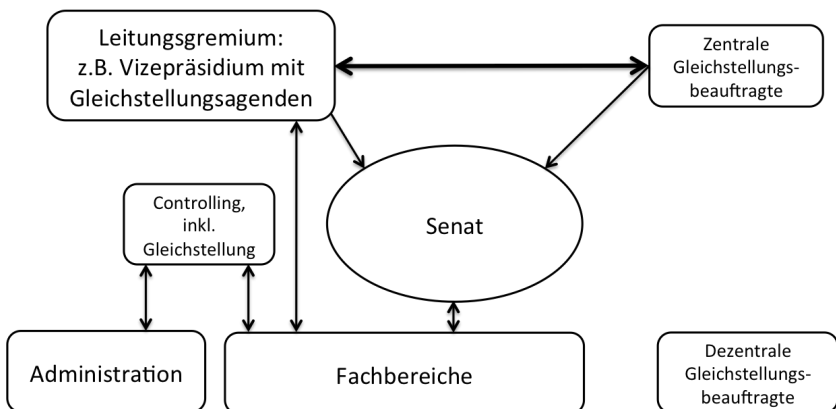 Leitungsgremium:
z.B. Vizepräsidium mit
Gleichstellungsagenden
Zentrale
Gleichstellungs-
beauftragte
Controlling,
inkl.
Gleichstellung
Senat
Administration
Fachbereiche
Dezentrale
Gleichstellungs-
beauftragte